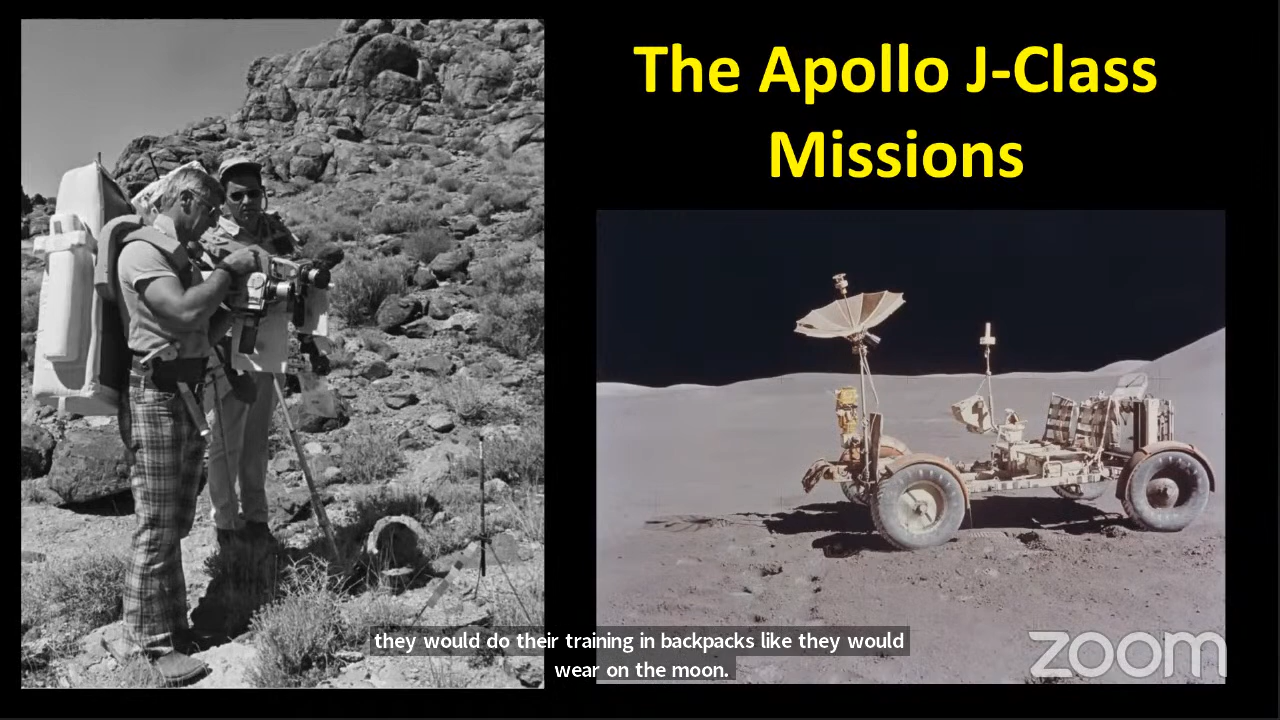 The Apollo J-Class
Missions
they would do their training in backpacks like they would
wear on the moon.
zoom